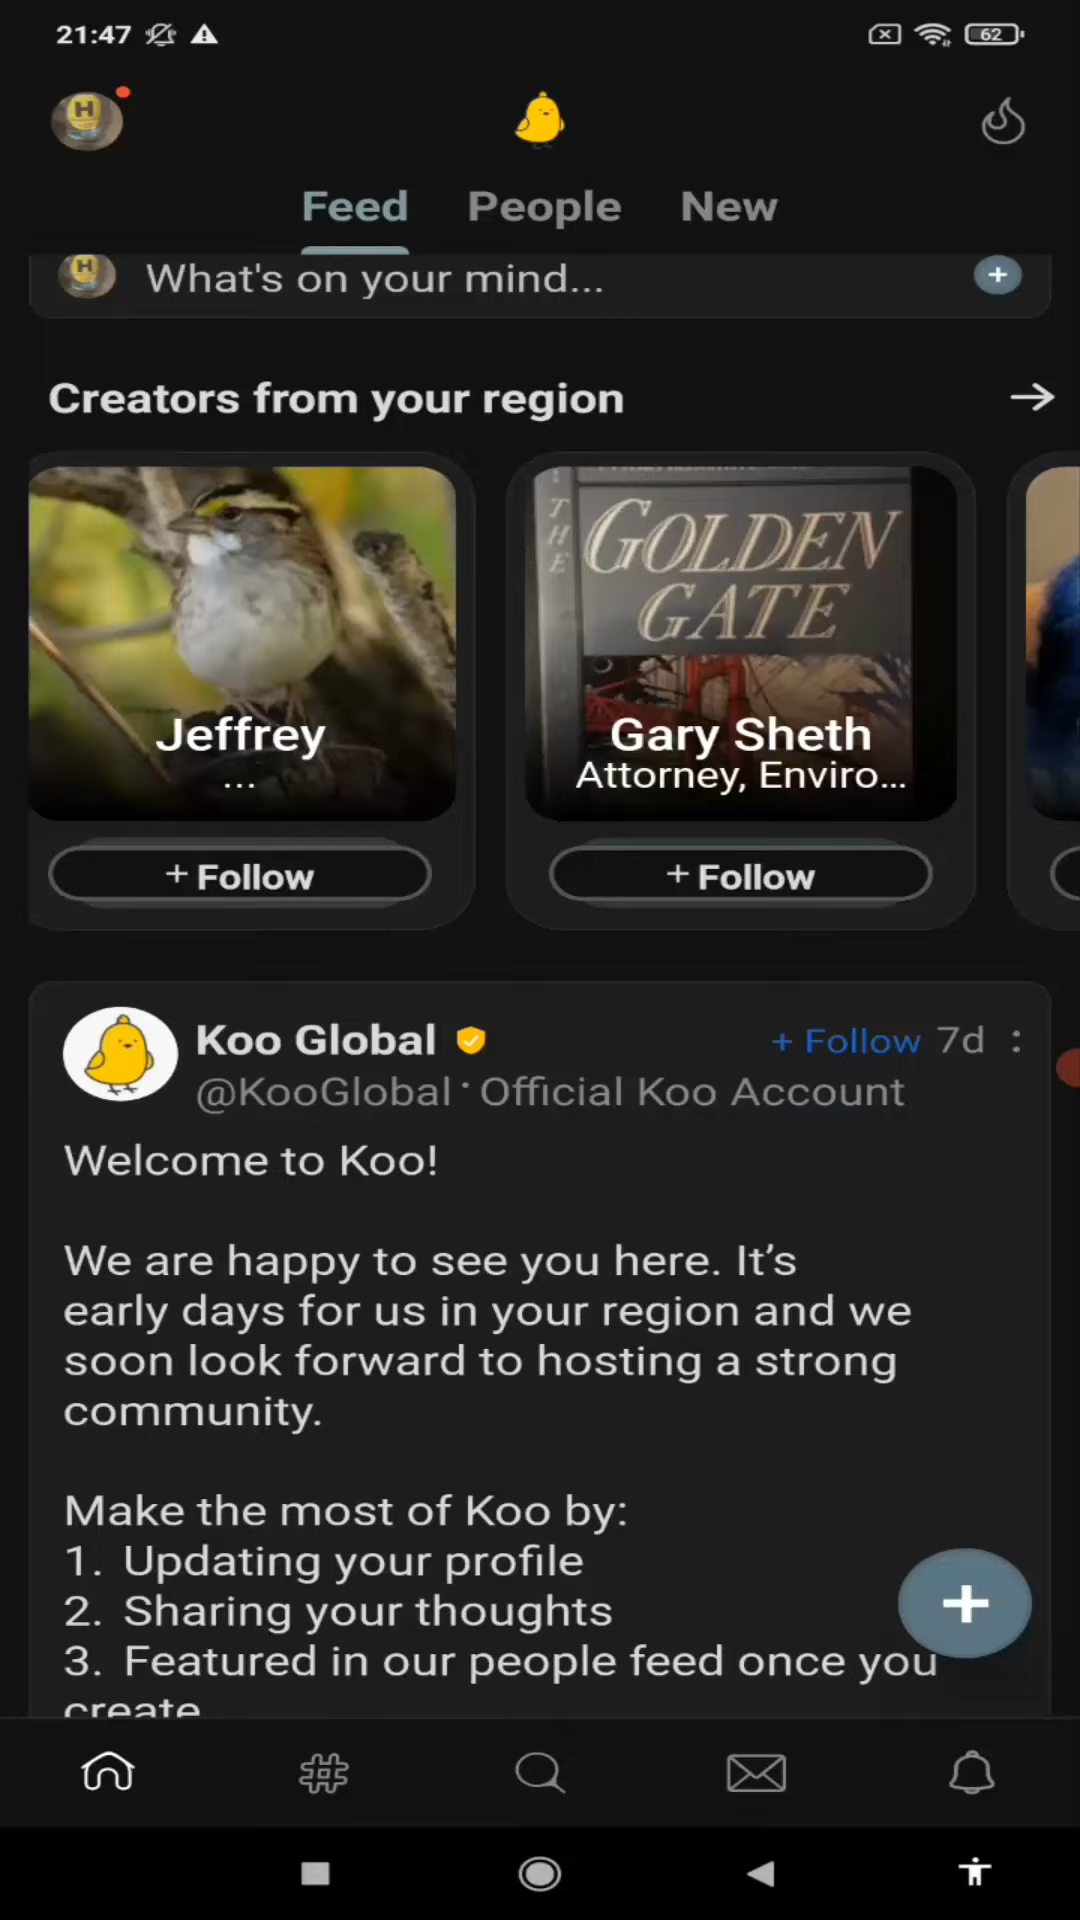 21:47
62
H
Feed People New
H
What's on your mind...
Creators from your region
THE
GOLDEN
GATE
Jeffrey
...
Gary Sheth
Attorney, Enviro...
+ Follow
+ Follow
Koo Global
+ Follow 7d
@KooGlobal · Official Koo Account
Welcome to Koo!
We are happy to see you here. It’s
early days for us in your region and we
soon look forward to hosting a strong
community.
Make the most of Koo by:
1. Updating your profile
2. Sharing your thoughts
3. Featured in our people feed once you
create